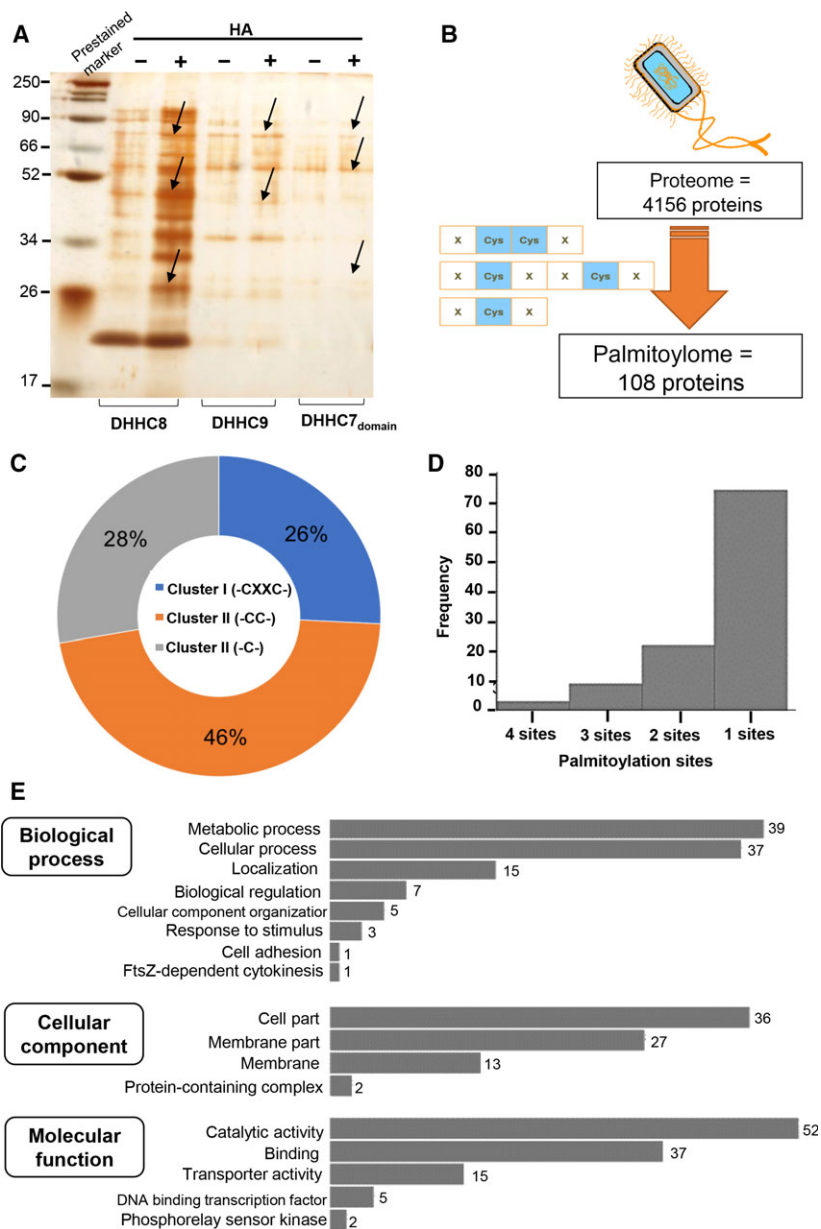 A
HA
Prestained
marker
− + − + − +
250
90
66
52
34
26
17
DHHC8 DHHC9 DHHC7domain
B
Proteome =
4156 proteins
X Cys Cys X
X Cys X X Cys X
X Cys X
Palmitoylome =
108 proteins
C
28%
26%
Cluster I (-CXXC-)
Cluster II (-CC-)
Cluster II (-C-)
46%
D
80
70
60
50
40
30
20
10
0
Frequency
4 sites 3 sites 2 sites 1 sites
Palmitoylation sites
E
Biological
process
Metabolic process 39
Cellular process 37
Localization 15
Biological regulation 7
Cellular component organizatior 5
Response to stimulus 3
Cell adhesion 1
FtsZ-dependent cytokinesis 1
Cellular
component
Cell part 36
Membrane part 27
Membrane 13
Protein-containing complex 2
Molecular
function
Catalytic activity 52
Binding 37
Transporter activity 15
DNA binding transcription factor 5
Phosphorelay sensor kinase 2